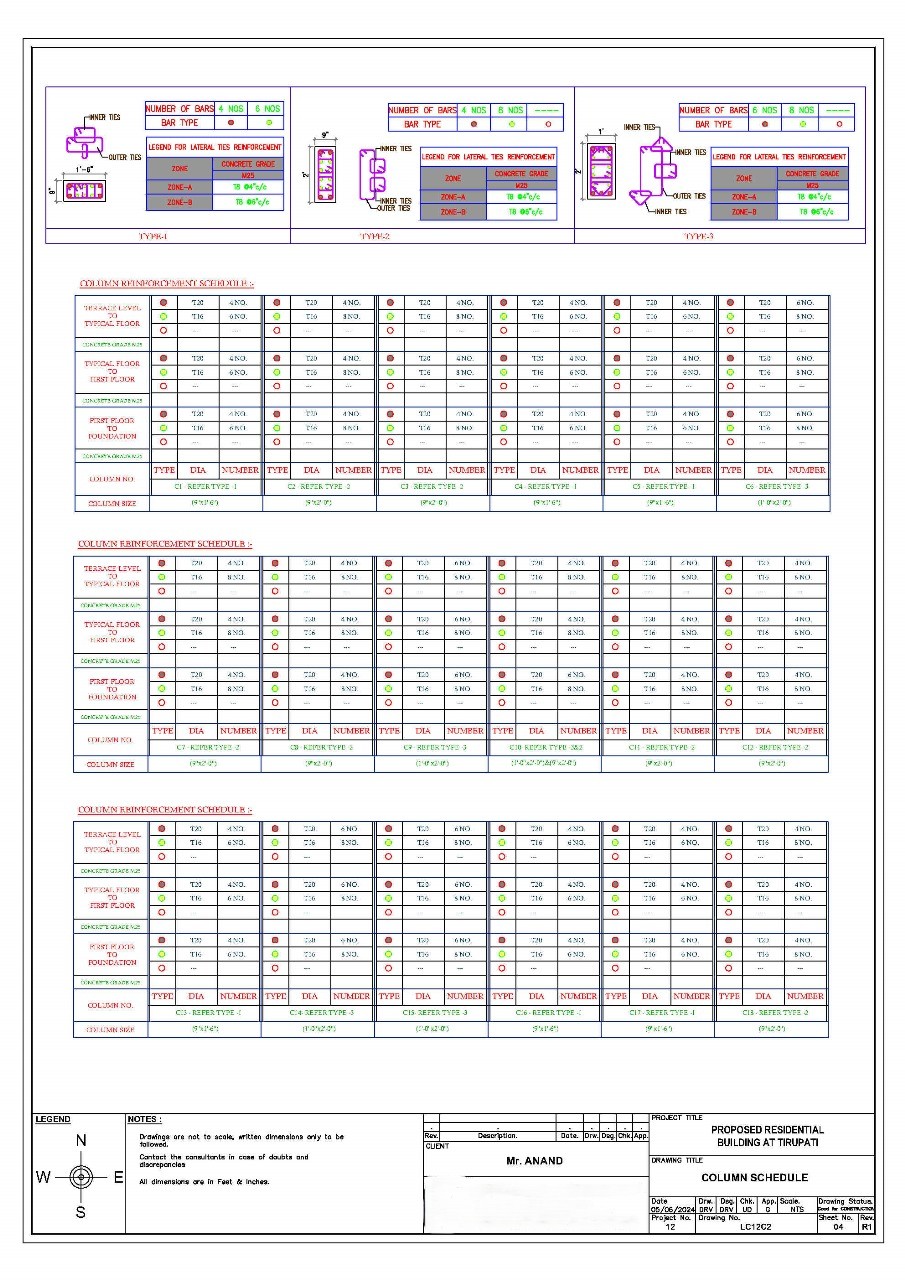 NUMBER OF BARS 4 NOS 6 NOS
BAR TYPE
INNER TIES
OUTER TIES
1'-6"
9"
LEGEND FOR LATERAL TIES REINFORCEMENT
ZONE CONCRETE GRADE
M25
ZONE-A T8 @4"c/c
ZONE-B T8 @6"c/c
TYPE-1
NUMBER OF BARS 4 NOS 8 NOS ----
BAR TYPE
9"
2'
INNER TIES
INNER TIES
OUTER TIES
LEGEND FOR LATERAL TIES REINFORCEMENT
ZONE CONCRETE GRADE
M25
ZONE-A T8 @4"c/c
ZONE-B T8 @6"c/c
TYPE-2
NUMBER OF BARS 6 NOS 8 NOS ----
BAR TYPE
1'
2'
INNER TIES
INNER TIES
OUTER TIES
INNER TIES
LEGEND FOR LATERAL TIES REINFORCEMENT
ZONE CONCRETE GRADE
M25
ZONE-A T8 @4"c/c
ZONE-B T8 @6"c/c
TYPE-3
COLUMN REINFORCEMENT SCHEDULE :-
TERRACE LEVEL
TO
TYPICAL FLOOR
T20 4 NO. T20 4 NO. T20 4 NO. T20 4 NO. T20 4 NO. T20 6 NO.
T16 6 NO. T16 8 NO. T16 8 NO. T16 6 NO. T16 8 NO.
CONCRETE GRADE M25
TYPICAL FLOOR
TO
FIRST FLOOR
T20 4 NO. T20 4 NO. T20 4 NO. T20 4 NO. T20 4 NO. T20 6 NO.
T16 6 NO. T16 8 NO. T16 8 NO. T16 6 NO. T16 8 NO.
CONCRETE GRADE M25
FIRST FLOOR
TO
FOUNDATION
T20 4 NO. T20 4 NO. T20 4 NO. T20 4 NO. T20 4 NO. T20 6 NO.
T16 6 NO. T16 8 NO. T16 8 NO. T16 6 NO. T16 8 NO.
CONCRETE GRADE M25
TYPE DIA NUMBER TYPE DIA NUMBER TYPE DIA NUMBER TYPE DIA NUMBER TYPE DIA NUMBER TYPE DIA NUMBER
COLUMN NO.
C1 - REFER TYPE -1 C2 - REFER TYPE -2 C3 - REFER TYPE -2 C4 - REFER TYPE -1 C5 - REFER TYPE -1 C6 - REFER TYPE -3
COLUMN SIZE (9"x1'-6") (9"x2'-0") (9"x2'-0") (9"x1'-6") (9"x1'-6") (1'-0"x2'-0")
COLUMN REINFORCEMENT SCHEDULE :-
TERRACE LEVEL
TO
TYPICAL FLOOR
T20 4 NO. T20 4 NO. T20 6 NO. T20 6 NO. T20 4 NO. T20 4 NO.
T16 8 NO. T16 8 NO. T16 8 NO. T16 8 NO. T16 8 NO. T16 8 NO.
CONCRETE GRADE M25
TYPICAL FLOOR
TO
FIRST FLOOR
T20 4 NO. T20 4 NO. T20 6 NO. T20 6 NO. T20 4 NO. T20 4 NO.
T16 8 NO. T16 8 NO. T16 8 NO. T16 8 NO. T16 8 NO. T16 8 NO.
CONCRETE GRADE M25
FIRST FLOOR
TO
FOUNDATION
T20 4 NO. T20 4 NO. T20 6 NO. T20 6 NO. T20 4 NO. T20 4 NO.
T16 8 NO. T16 8 NO. T16 8 NO. T16 8 NO. T16 8 NO. T16 8 NO.
CONCRETE GRADE M25
TYPE DIA NUMBER TYPE DIA NUMBER TYPE DIA NUMBER TYPE DIA NUMBER TYPE DIA NUMBER TYPE DIA NUMBER
COLUMN NO.
C7 - REFER TYPE -2 C8 - REFER TYPE -2 C9 - REFER TYPE -3 C10 - REFER TYPE -3&2 C11 - REFER TYPE -2 C12 - REFER TYPE -2
COLUMN SIZE (9"x2'-0") (9"x2'-0") (1'-0"x2'-0") (1'-0"x2'-0")&(9"x2'-0") (9"x2'-0") (9"x2'-0")
COLUMN REINFORCEMENT SCHEDULE :-
TERRACE LEVEL
TO
TYPICAL FLOOR
T20 4 NO. T20 6 NO. T20 6 NO. T20 4 NO. T20 4 NO. T20 4 NO.
T16 6 NO. T16 8 NO. T16 8 NO. T16 6 NO. T16 6 NO. T16 8 NO.
CONCRETE GRADE M25
TYPICAL FLOOR
TO
FIRST FLOOR
T20 4 NO. T20 6 NO. T20 6 NO. T20 4 NO. T20 4 NO. T20 4 NO.
T16 6 NO. T16 8 NO. T16 8 NO. T16 6 NO. T16 6 NO. T16 8 NO.
CONCRETE GRADE M25
FIRST FLOOR
TO
FOUNDATION
T20 4 NO. T20 6 NO. T20 6 NO. T20 4 NO. T20 4 NO. T20 4 NO.
T16 6 NO. T16 8 NO. T16 8 NO. T16 6 NO. T16 6 NO. T16 8 NO.
CONCRETE GRADE M25
TYPE DIA NUMBER TYPE DIA NUMBER TYPE DIA NUMBER TYPE DIA NUMBER TYPE DIA NUMBER TYPE DIA NUMBER
COLUMN NO.
C13 - REFER TYPE -1 C14 - REFER TYPE -3 C15 - REFER TYPE -3 C16 - REFER TYPE -1 C17 - REFER TYPE -1 C18 - REFER TYPE -2
COLUMN SIZE (9"x1'-6") (1'-0"x2'-0") (1'-0"x2'-0") (9"x1'-6") (9"x1'-6") (9"x2'-0")
LEGEND
N
W E
S
NOTES :
Drawings are not to scale, written dimensions only to be
followed.
Contact the consultants in case of doubts and
discrepancies
All dimensions are in Feet & Inches.
Rev. Description. Date. Drw. Dsg. Chk. App.
CLIENT
Mr. ANAND
PROJECT TITLE
PROPOSED RESIDENTIAL
BUILDING AT TIRUPATI
DRAWING TITLE
COLUMN SCHEDULE
Date Drw. Dsg. Chk. App. Scale. Drawing Status.
05/06/2024 DRV DRV UD G NTS Good for CONSTRUCTION
Project No. Drawing No. Sheet No. Rev.
12 LC12C2 04 R1